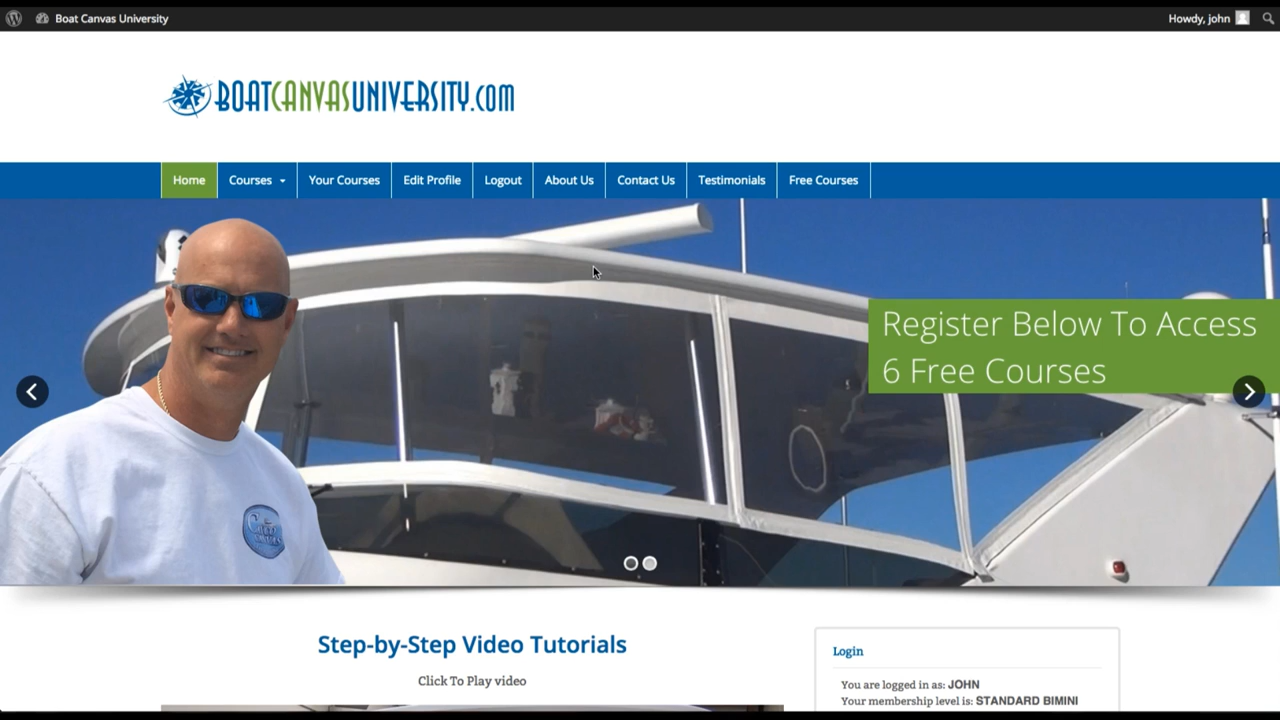 Boat Canvas University
Howdy, john
BOATCANVASUNIVERSITY.COM
Home
Courses
Your Courses
Edit Profile
Logout
About Us
Contact Us
Testimonials
Free Courses
Register Below To Access
6 Free Courses
Step-by-Step Video Tutorials
Click To Play video
Login
You are logged in as: JOHN
Your membership level is: STANDARD BIMINI